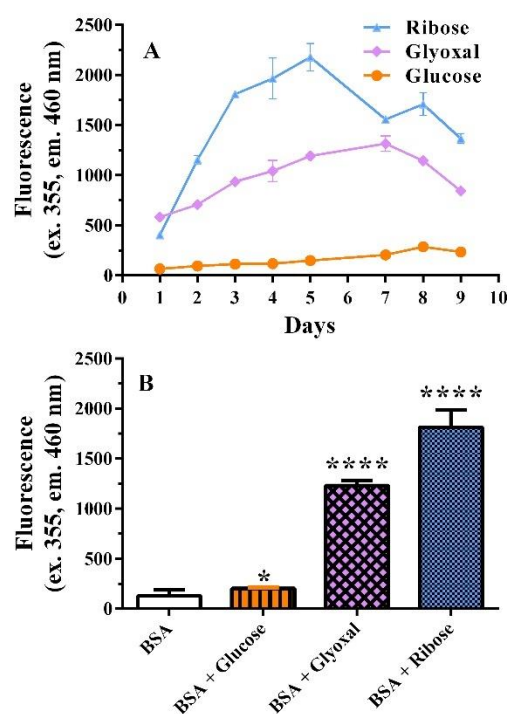 A
Ribose
Glyoxal
Glucose
Fluorescence
(ex. 355, em. 460 nm)
2500
2000
1500
1000
500
0
0 1 2 3 4 5 6 7 8 9 10
Days
B
Fluorescence
(ex. 355, em. 460 nm)
2500
2000
1500
1000
500
0
*
****
****
BSA
BSA + Glucose
BSA + Glyoxal
BSA + Ribose